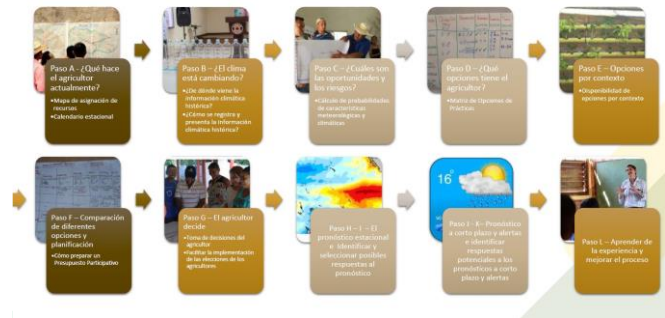 Paso A - ¿Qué hace
el agricultor
actualmente?
•Mapa de asignación de
recursos
•Calendario estacional
Paso B – ¿El clima
está cambiando?
•¿De dónde viene la
información climática
histórica?
•¿Cómo se registra y
presenta la información
climática histórica?
Paso C – ¿Cuáles son
las oportunidades y
los riesgos?
•Cálculo de probabilidades
de características
meteorológicas y
climáticas
Paso D – ¿Qué
opciones tiene el
agricultor?
•Matriz de Opciones de
Prácticas
Paso E – Opciones
por contexto
•Disponibilidad de
opciones por contexto
Paso F – Comparación
de diferentes
opciones y
planificación
•Cómo preparar un
Presupuesto Participativo
Paso G – El agricultor
decide
•Toma de decisiones del
agricultor
•Facilitar la implementación
de las elecciones de los
agricultores
Paso H – I – El
pronóstico estacional
e Identificar y
seleccionar posibles
respuestas al
pronóstico
16°
Paso J - K– Pronóstico
a corto plazo y alertas
e identificar
respuestas
potenciales a los
pronósticos a corto
plazo y alertas
Paso L – Aprender de
la experiencia y
mejorar el proceso